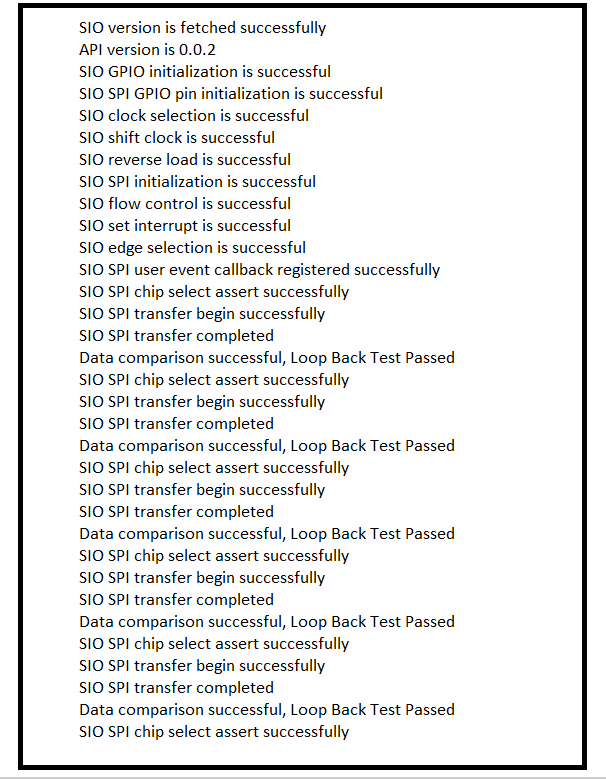 SIO version is fetched successfully
API version is 0.0.2
SIO GPIO initialization is successful
SIO SPI GPIO pin initialization is successful
SIO clock selection is successful
SIO shift clock is successful
SIO reverse load is successful
SIO SPI initialization is successful
SIO flow control is successful
SIO set interrupt is successful
SIO edge selection is successful
SIO SPI user event callback registered successfully
SIO SPI chip select assert successfully
SIO SPI transfer begin successfully
SIO SPI transfer completed
Data comparison successful, Loop Back Test Passed
SIO SPI chip select assert successfully
SIO SPI transfer begin successfully
SIO SPI transfer completed
Data comparison successful, Loop Back Test Passed
SIO SPI chip select assert successfully
SIO SPI transfer begin successfully
SIO SPI transfer completed
Data comparison successful, Loop Back Test Passed
SIO SPI chip select assert successfully
SIO SPI transfer begin successfully
SIO SPI transfer completed
Data comparison successful, Loop Back Test Passed
SIO SPI chip select assert successfully
SIO SPI transfer begin successfully
SIO SPI transfer completed
Data comparison successful, Loop Back Test Passed
SIO SPI chip select assert successfully